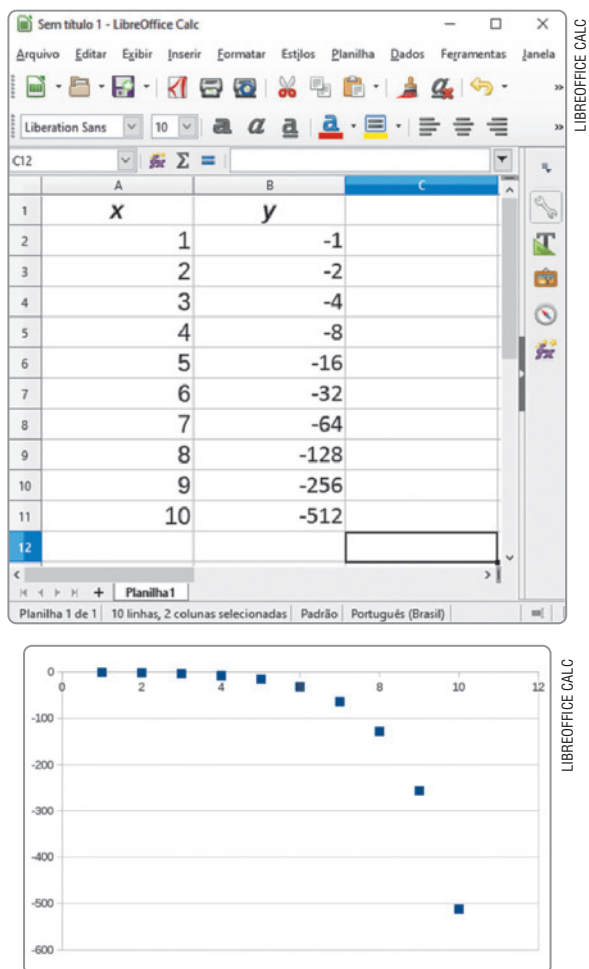 Sem título 1 - LibreOffice Calc
Arquivo Editar Exibir Inserir Formatar Estilos Planilha Dados Ferramentas Janela
Liberation Sans 10 a a a a
C12 Σ =
A B C
1 x y
2 1 -1
3 2 -2
4 3 -4
5 4 -8
6 5 -16
7 6 -32
8 7 -64
9 8 -128
10 9 -256
11 10 -512
12
Planilha1
Planilha 1 de 1 10 linhas, 2 colunas selecionadas Padrão Português (Brasil)
LIBREOFFICE CALC
0
0 2 4 8 10 12
-100
-200
-300
-400
-500
-600
LIBREOFFICE CALC